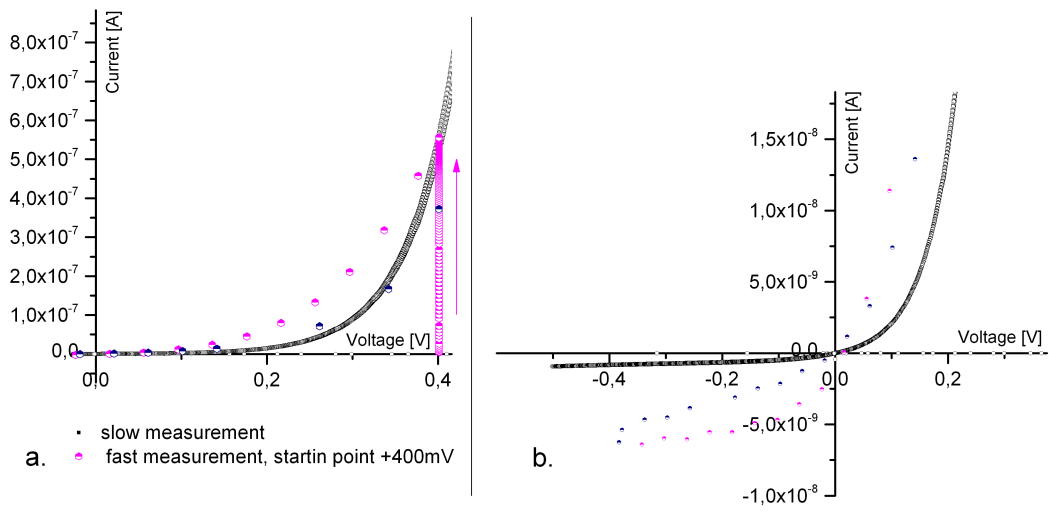 Current [A]
8,0x10⁻⁷
7,0x10⁻⁷
6,0x10⁻⁷
5,0x10⁻⁷
4,0x10⁻⁷
3,0x10⁻⁷
2,0x10⁻⁷
1,0x10⁻⁷
0,0
Voltage [V]
0,0
0,2
0,4
slow measurement
fast measurement, startin point +400mV
a.
Current [A]
1,5x10⁻⁸
1,0x10⁻⁸
5,0x10⁻⁹
0,0
Voltage [V]
-0,4
-0,2
0,0
0,2
-5,0x10⁻⁹
-1,0x10⁻⁸
b.